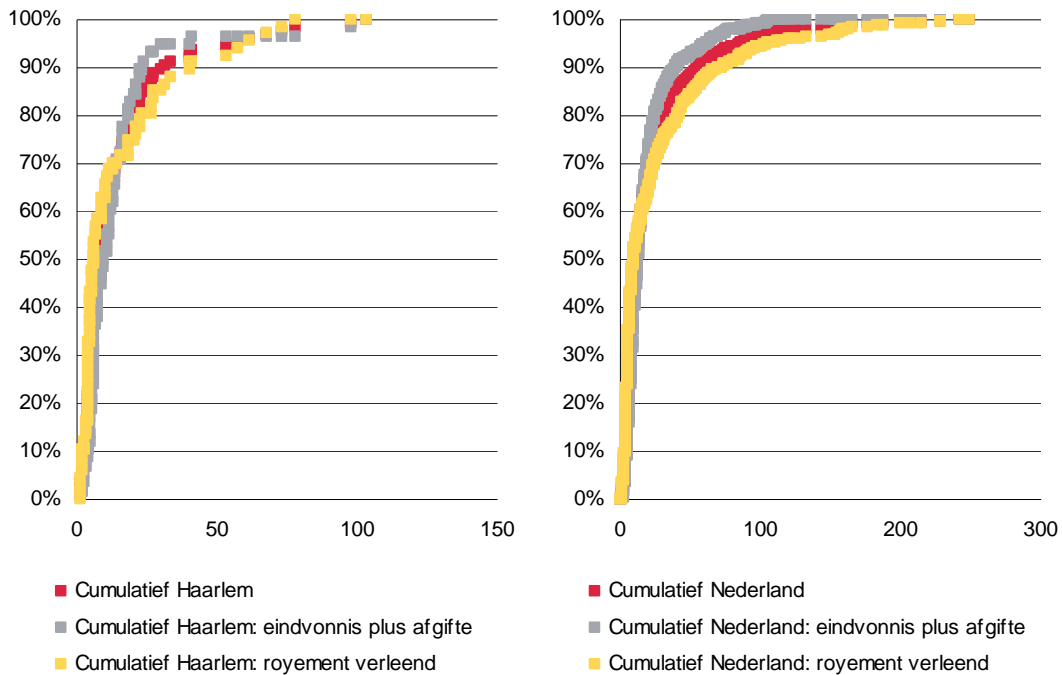 100%
90%
80%
70%
60%
50%
40%
30%
20%
10%
0%
0 50 100 150
Cumulatief Haarlem
Cumulatief Haarlem: eindvonnis plus afgifte
Cumulatief Haarlem: royement verleend
100%
90%
80%
70%
60%
50%
40%
30%
20%
10%
0%
0 100 200 300
Cumulatief Nederland
Cumulatief Nederland: eindvonnis plus afgifte
Cumulatief Nederland: royement verleend